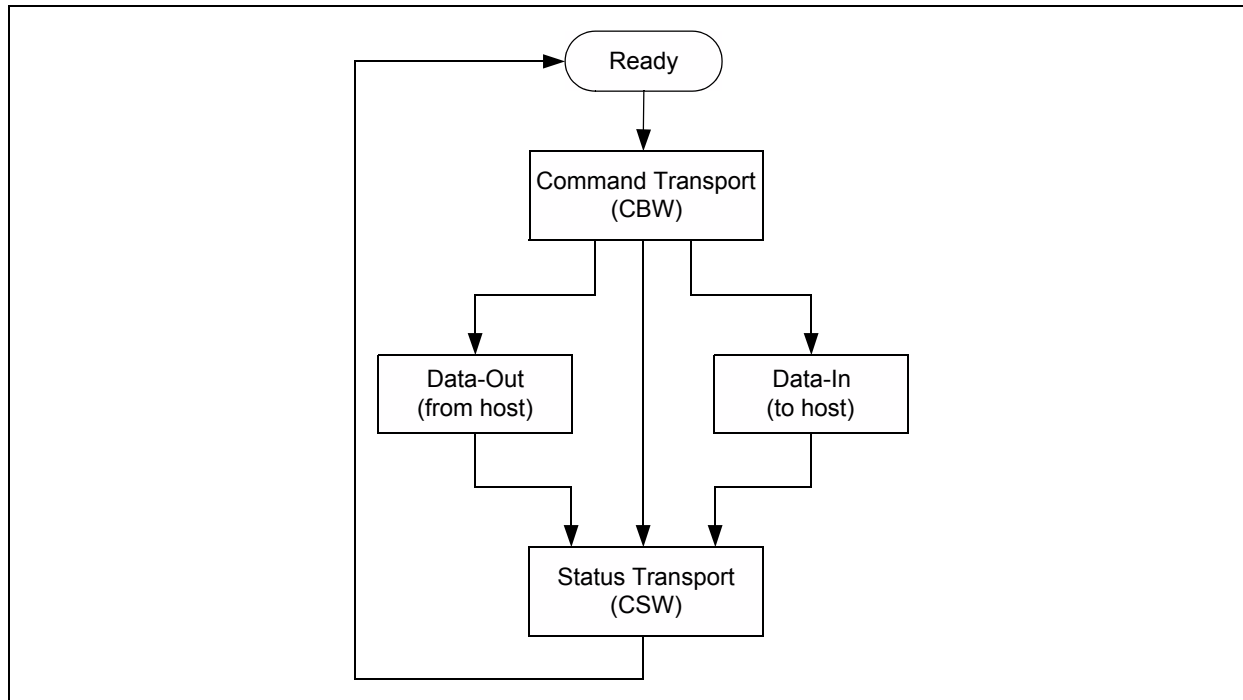 Ready
Command Transport
(CBW)
Data-Out
(from host)
Data-In
(to host)
Status Transport
(CSW)